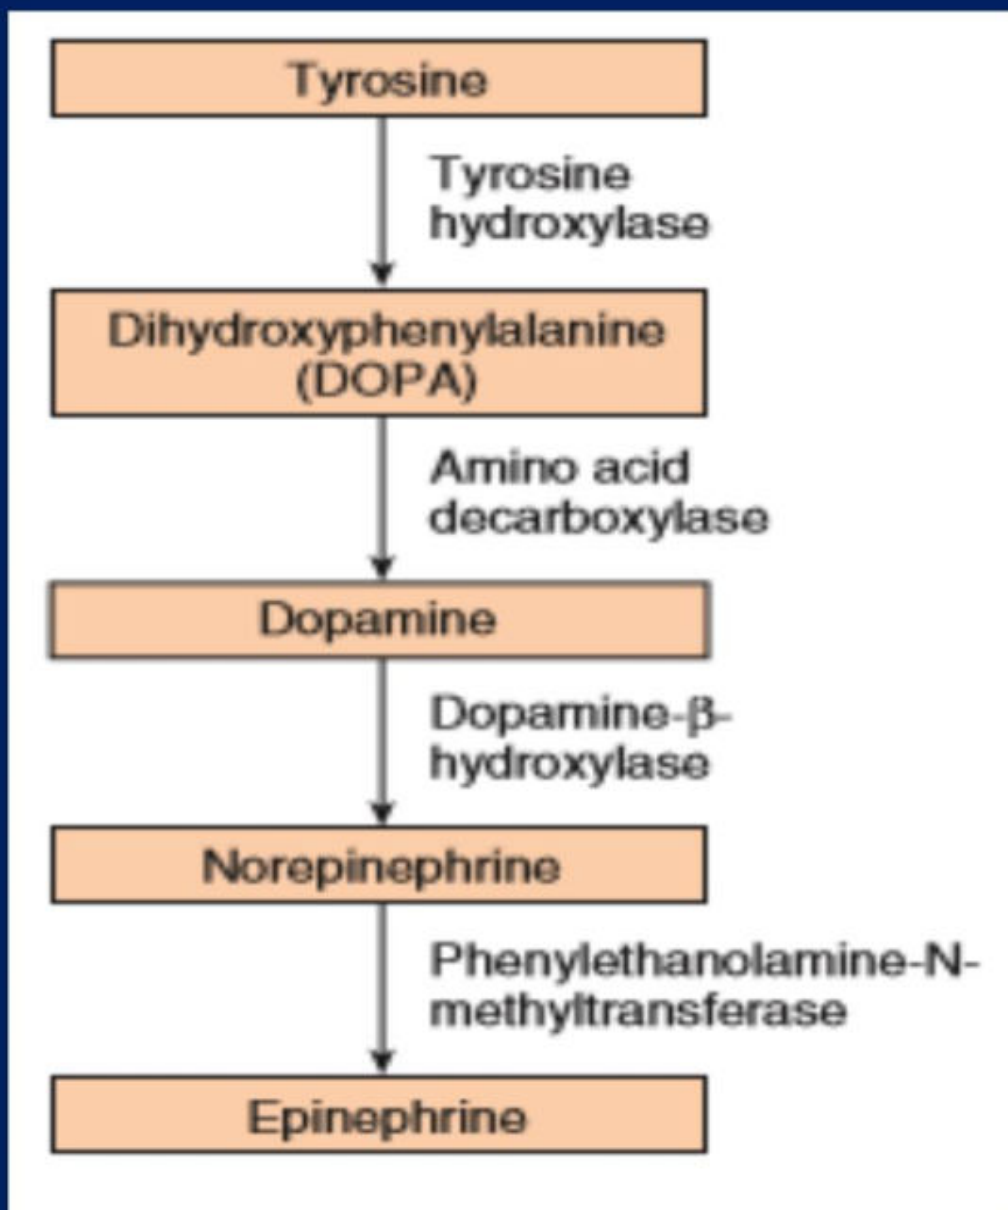 Tyrosine
Tyrosine
hydroxylase
Dihydroxyphenylalanine
(DOPA)
Amino acid
decarboxylase
Dopamine
Dopamine-β-
hydroxylase
Norepinephrine
Phenylethanolamine-N-
methyltransferase
Epinephrine